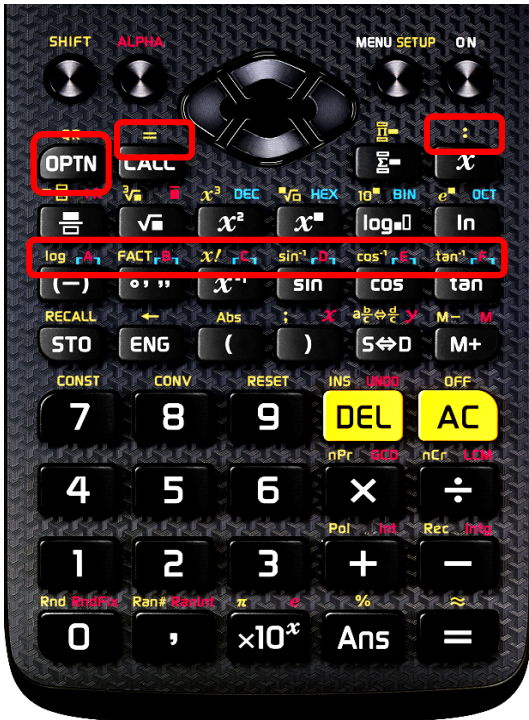 SHIFT ALPHA MENU SETUP ON
= ∏ :
OPTN CALC Σ x
³√ x³ DEC HEX 10 BIN e OCT
√ x² x log ln
log A FACT B x! C sin⁻¹ D cos⁻¹ E tan⁻¹ F
(−) ° ’ ’’ x⁻¹ sin cos tan
RECALL ← Abs ; x a b/c⇔d/c y M− M
STO ENG ( ) S⇔D M+
CONST CONV RESET INS UNDO OFF
7 8 9 DEL AC
nPr GCD nCr LCM
4 5 6 × ÷
Pol Int Rec Intg
1 2 3 + −
Rnd RndFix Ran# RanInt π e % ≈
0 , ×10ˣ Ans =